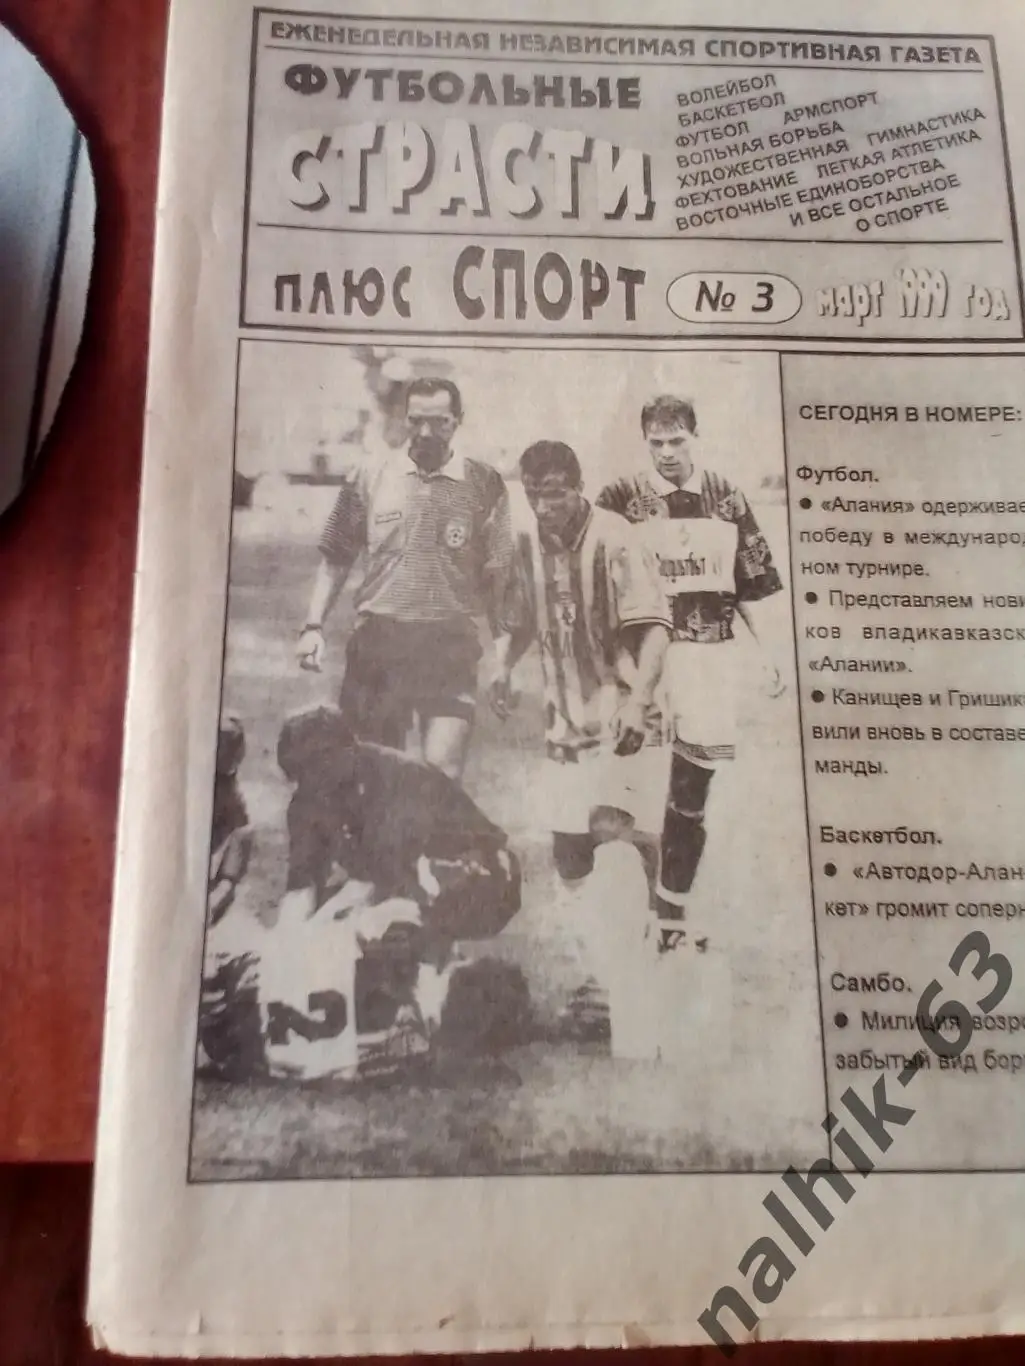 ЕЖЕНЕДЕЛЬНАЯ НЕЗАВИСИМАЯ СПОРТИВНАЯ ГАЗЕТА
ФУТБОЛЬНЫЕ
СТРАСТИ
ВОЛЕЙБОЛ
БАСКЕТБОЛ
ФУТБОЛ АРМСПОРТ
ВОЛЬНАЯ БОРЬБА
ХУДОЖЕСТВЕННАЯ ГИМНАСТИКА
ФЕХТОВАНИЕ ЛЕГКАЯ АТЛЕТИКА
ВОСТОЧНЫЕ ЕДИНОБОРСТВА
И ВСЕ ОСТАЛЬНОЕ
О СПОРТЕ
ПЛЮС СПОРТ № 3 март 1999 год
2
СЕГОДНЯ В НОМЕРЕ:
Футбол.
● «Алания» одерживае
победу в международ
ном турнире.
● Представляем нови
ков владикавказск
«Алании».
● Канищев и Гришик
вили вновь в составе
манды.
Баскетбол.
● «Автодор-Алан-
кет» громит соперн
Самбо.
● Милиция возро
забытый вид бор
nalhik-63